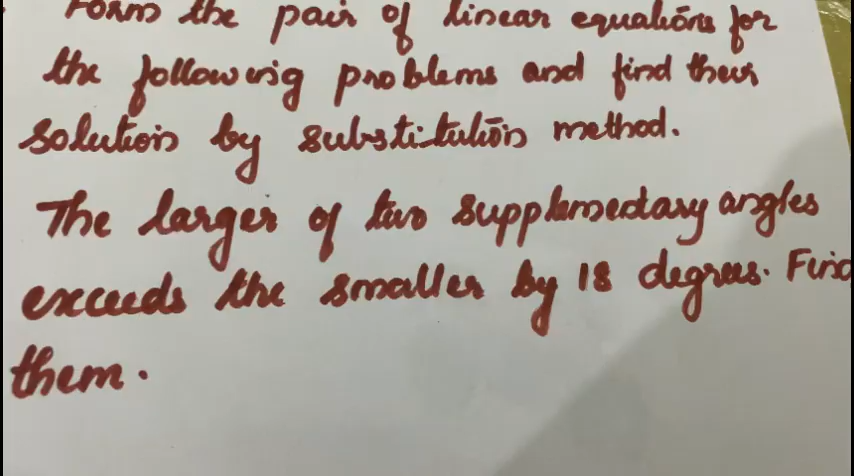 Form the pair of linear equations for
the following problems and find their
solution by substitution method.
The larger of two supplementary angles
exceeds the smaller by 18 degrees. Find
them.